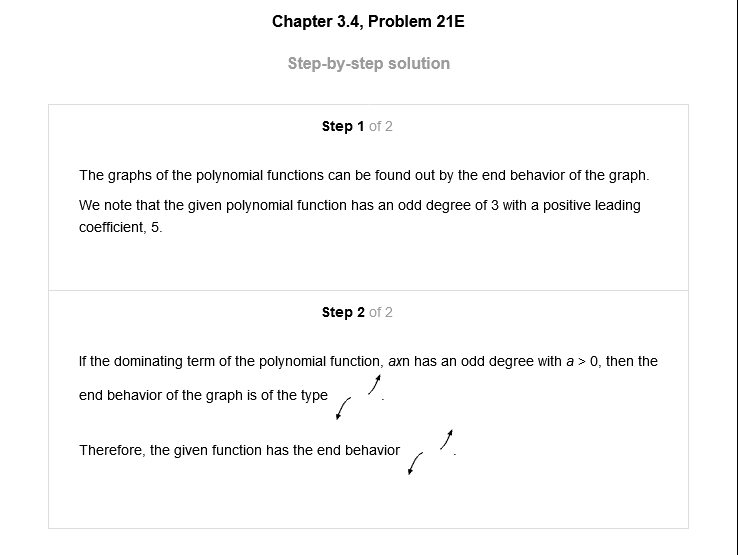 Chapter 3.4, Problem 21E
Step-by-step solution
Step 1 of 2
The graphs of the polynomial functions can be found out by the end behavior of the graph.
We note that the given polynomial function has an odd degree of 3 with a positive leading
coefficient, 5.
Step 2 of 2
If the dominating term of the polynomial function, axn has an odd degree with a > 0, then the
end behavior of the graph is of the type .
Therefore, the given function has the end behavior .